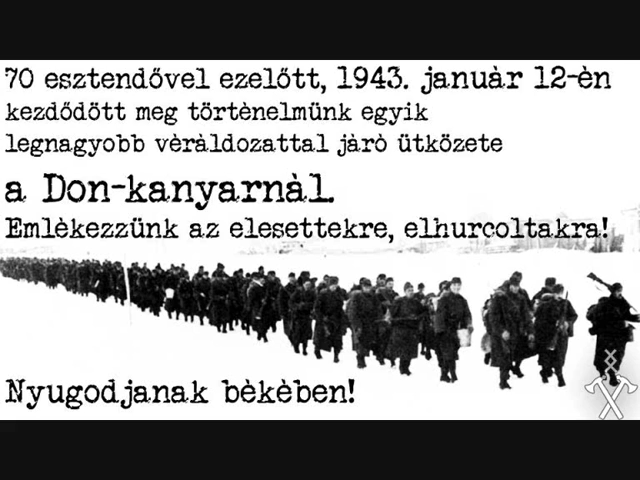 70 esztendővel ezelőtt, 1943. januàr 12-èn
kezdődött meg törtènelmünk egyik
legnagyobb vèràldozattal jàrò ütközete
a Don-kanyarnàl.
Emlèkezzünk az elesettekre, elhurcoltakra!
Nyugodjanak bèkèben!